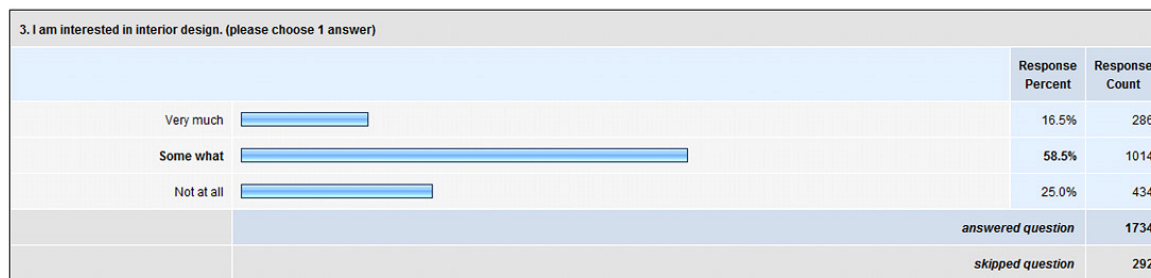 3. I am interested in interior design. (please choose 1 answer)
Response Percent
Response Count
Very much 16.5% 286
Some what 58.5% 1014
Not at all 25.0% 434
answered question 1734
skipped question 292